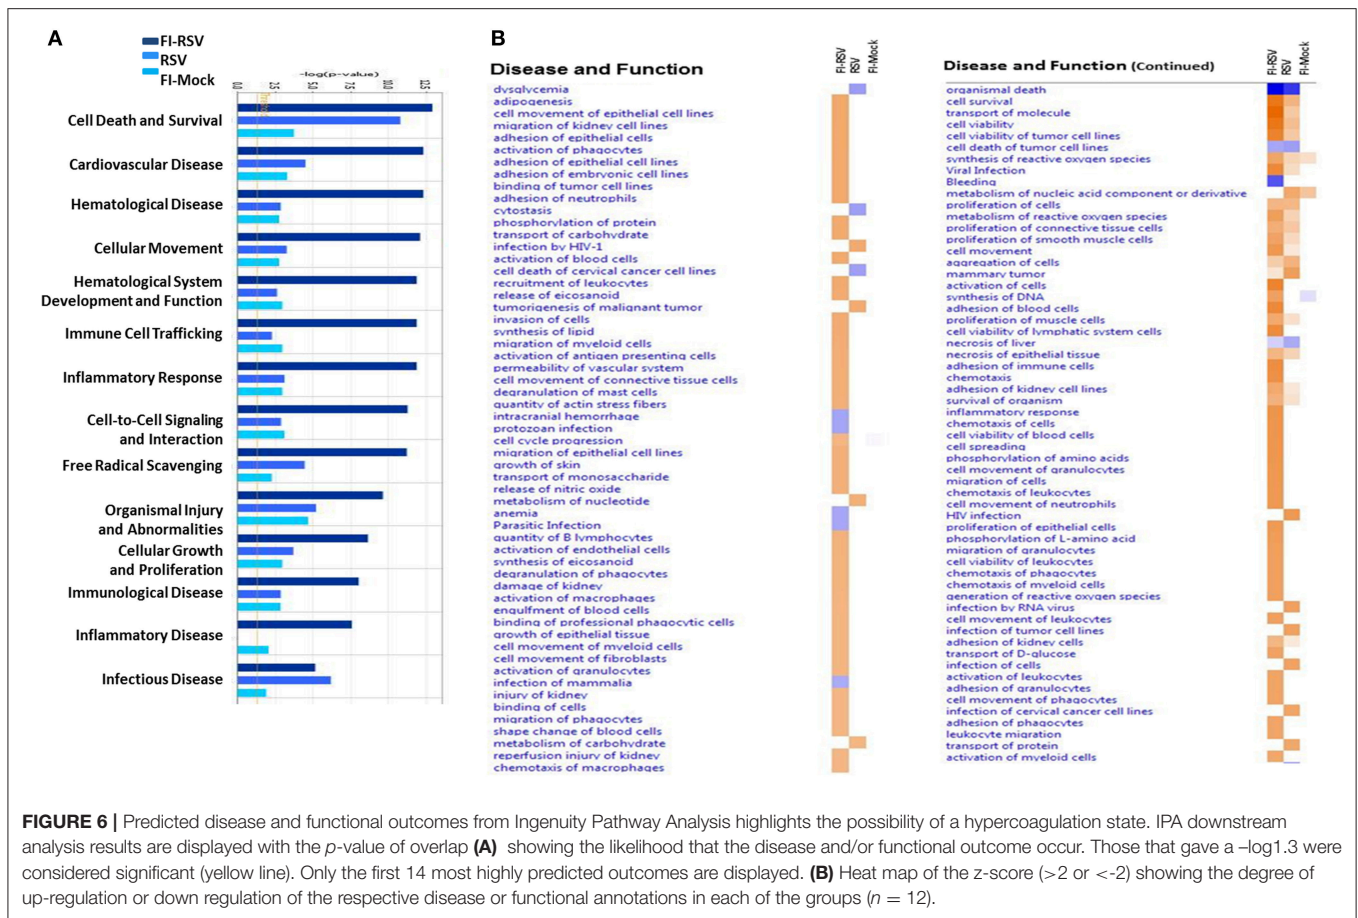 A
FI-RSV
RSV
FI-Mock
-log(p-value)
0.0
2.5
5.0
7.5
10.0
12.5
Cell Death and Survival
Cardiovascular Disease
Hematological Disease
Cellular Movement
Hematological System
Development and Function
Immune Cell Trafficking
Inflammatory Response
Cell-to-Cell Signaling
and Interaction
Free Radical Scavenging
Organismal Injury
and Abnormalities
Cellular Growth
and Proliferation
Immunological Disease
Inflammatory Disease
Infectious Disease
B
Disease and Function
FI-RSV
RSV
FI-Mock
dysglycemia
adipogenesis
cell movement of epithelial cell lines
migration of kidney cell lines
adhesion of epithelial cells
activation of phagocytes
adhesion of epithelial cell lines
adhesion of embryonic cell lines
binding of tumor cell lines
adhesion of neutrophils
cytostasis
phosphorylation of protein
transport of carbohydrate
infection by HIV-1
activation of blood cells
cell death of cervical cancer cell lines
recruitment of leukocytes
release of eicosanoid
tumorigenesis of malignant tumor
invasion of cells
synthesis of lipid
migration of myeloid cells
activation of antigen presenting cells
permeability of vascular system
cell movement of connective tissue cells
degranulation of mast cells
quantity of actin stress fibers
intracranial hemorrhage
protozoan infection
cell cycle progression
migration of epithelial cell lines
growth of skin
transport of monosaccharide
release of nitric oxide
metabolism of nucleotide
anemia
Parasitic Infection
quantity of B lymphocytes
activation of endothelial cells
synthesis of eicosanoid
degranulation of phagocytes
damage of kidney
activation of macrophages
engulfment of blood cells
binding of professional phagocytic cells
growth of epithelial tissue
cell movement of myeloid cells
cell movement of fibroblasts
activation of granulocytes
infection of mammalia
injury of kidney
binding of cells
migration of phagocytes
shape change of blood cells
metabolism of carbohydrate
reperfusion injury of kidney
chemotaxis of macrophages
Disease and Function (Continued)
FI-RSV
RSV
FI-Mock
organismal death
cell survival
transport of molecule
cell viability
cell viability of tumor cell lines
cell death of tumor cell lines
synthesis of reactive oxygen species
Viral Infection
Bleeding
metabolism of nucleic acid component or derivative
proliferation of cells
metabolism of reactive oxygen species
proliferation of connective tissue cells
proliferation of smooth muscle cells
cell movement
aggregation of cells
mammary tumor
activation of cells
synthesis of DNA
adhesion of blood cells
proliferation of muscle cells
cell viability of lymphatic system cells
necrosis of liver
necrosis of epithelial tissue
adhesion of immune cells
chemotaxis
adhesion of kidney cell lines
survival of organism
inflammatory response
chemotaxis of cells
cell viability of blood cells
cell spreading
phosphorylation of amino acids
cell movement of granulocytes
migration of cells
chemotaxis of leukocytes
cell movement of neutrophils
HIV infection
proliferation of epithelial cells
phosphorylation of L-amino acid
migration of granulocytes
cell viability of leukocytes
chemotaxis of phagocytes
chemotaxis of myeloid cells
generation of reactive oxygen species
infection by RNA virus
cell movement of leukocytes
infection of tumor cell lines
adhesion of kidney cells
transport of D-glucose
infection of cells
activation of leukocytes
adhesion of granulocytes
cell movement of phagocytes
infection of cervical cancer cell lines
adhesion of phagocytes
leukocyte migration
transport of protein
activation of myeloid cells
FIGURE 6 | Predicted disease and functional outcomes from Ingenuity Pathway Analysis highlights the possibility of a hypercoagulation state. IPA downstream
analysis results are displayed with the p-value of overlap (A) showing the likelihood that the disease and/or functional outcome occur. Those that gave a –log1.3 were
considered significant (yellow line). Only the first 14 most highly predicted outcomes are displayed. (B) Heat map of the z-score (>2 or <-2) showing the degree of
up-regulation or down regulation of the respective disease or functional annotations in each of the groups (n = 12).